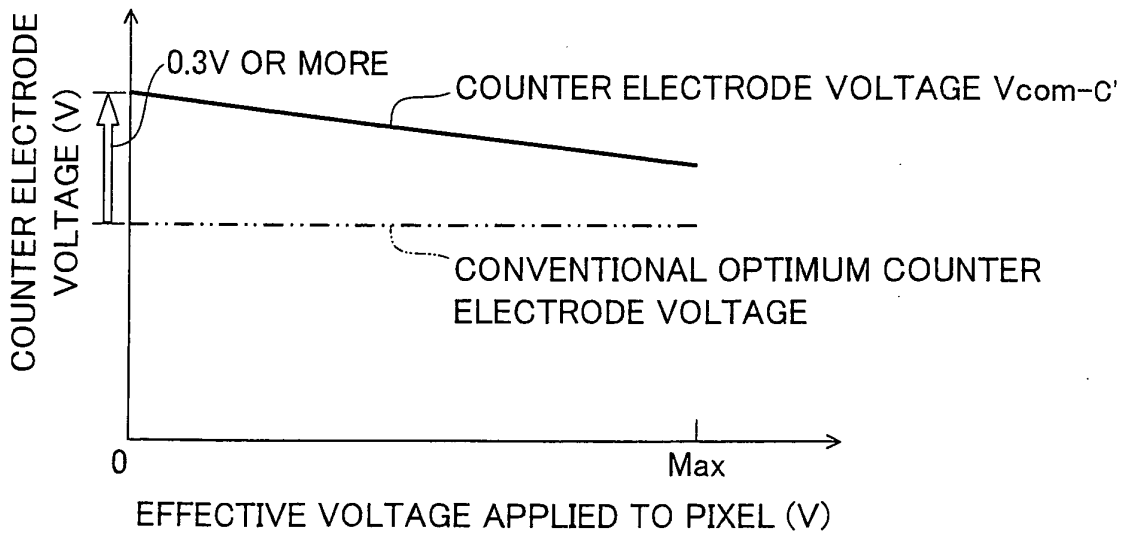 COUNTER ELECTRODE
VOLTAGE (V)
0.3V OR MORE
COUNTER ELECTRODE VOLTAGE Vcom-C'
CONVENTIONAL OPTIMUM COUNTER
ELECTRODE VOLTAGE
0
Max
EFFECTIVE VOLTAGE APPLIED TO PIXEL (V)